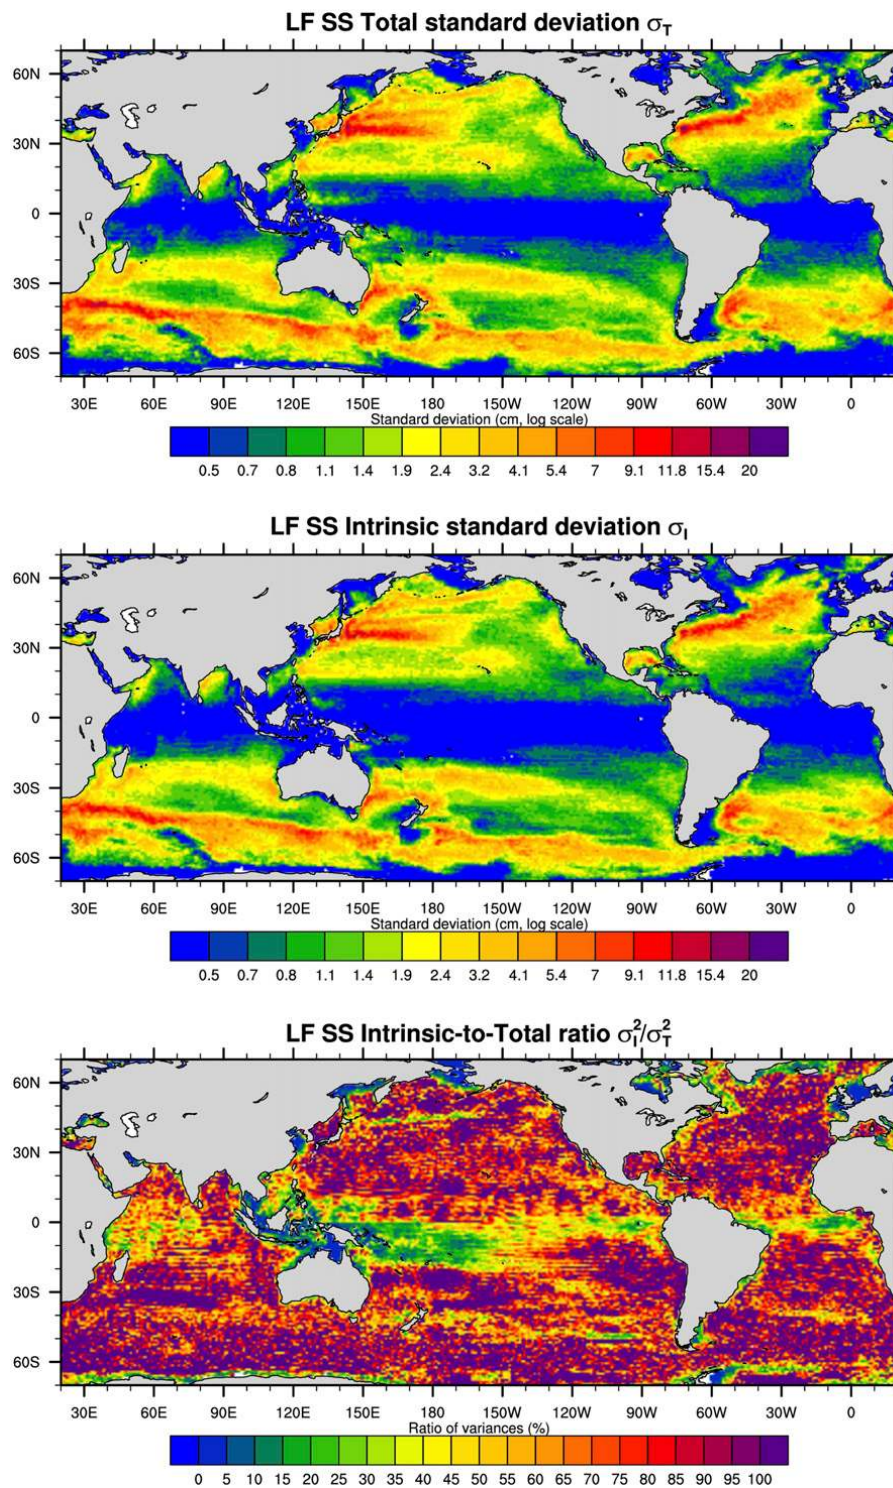 LF SS Total standard deviation σT
60N
30N
0
30S
60S
30E 60E 90E 120E 150E 180 150W 120W 90W 60W 30W 0
Standard deviation (cm, log scale)
0.5 0.7 0.8 1.1 1.4 1.9 2.4 3.2 4.1 5.4 7 9.1 11.8 15.4 20
LF SS Intrinsic standard deviation σI
60N
30N
0
30S
60S
30E 60E 90E 120E 150E 180 150W 120W 90W 60W 30W 0
Standard deviation (cm, log scale)
0.5 0.7 0.8 1.1 1.4 1.9 2.4 3.2 4.1 5.4 7 9.1 11.8 15.4 20
LF SS Intrinsic-to-Total ratio σI²/σT²
60N
30N
0
30S
60S
30E 60E 90E 120E 150E 180 150W 120W 90W 60W 30W 0
Ratio of variances (%)
0 5 10 15 20 25 30 35 40 45 50 55 60 65 70 75 80 85 90 95 100